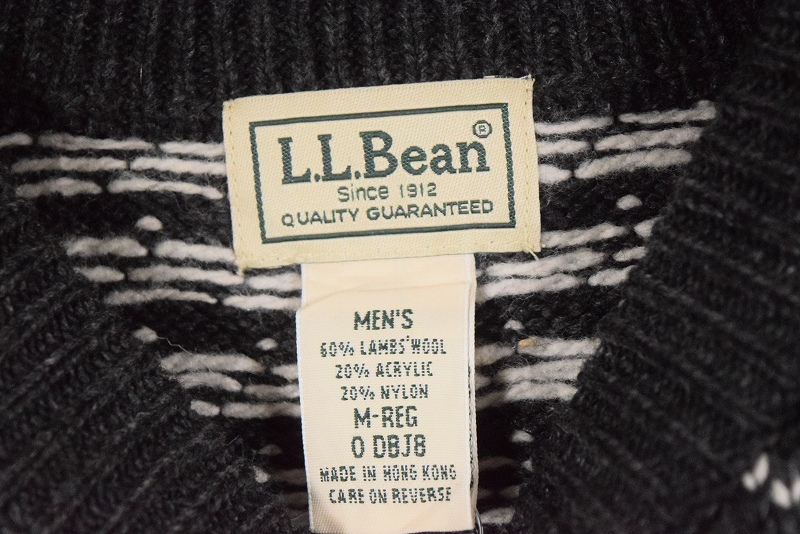 L.L.Bean®
Since 1912
QUALITY GUARANTEED
MEN'S
60% LAMBS'WOOL
20% ACRYLIC
20% NYLON
M-REG
0 DBJ8
MADE IN HONG KONG
CARE ON REVERSE